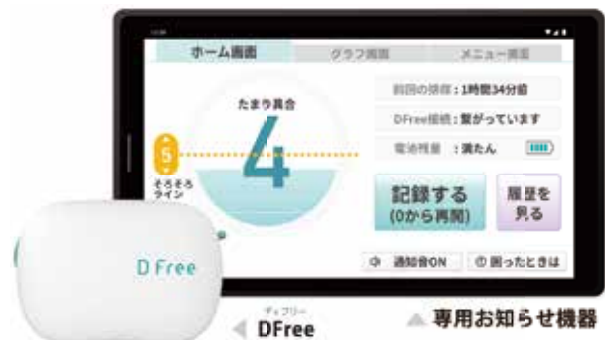 ホーム画面
グラフ画面
メニュー画面
たまり具合
4
5
そろそろ
ライン
前回の排尿：1時間34分前
DFree接続：繋がっています
電池残量：満たん
記録する
(0から再開)
履歴を
見る
通知音ON
困ったときは
D Free
ディフリー
◀ DFree
▲ 専用お知らせ機器